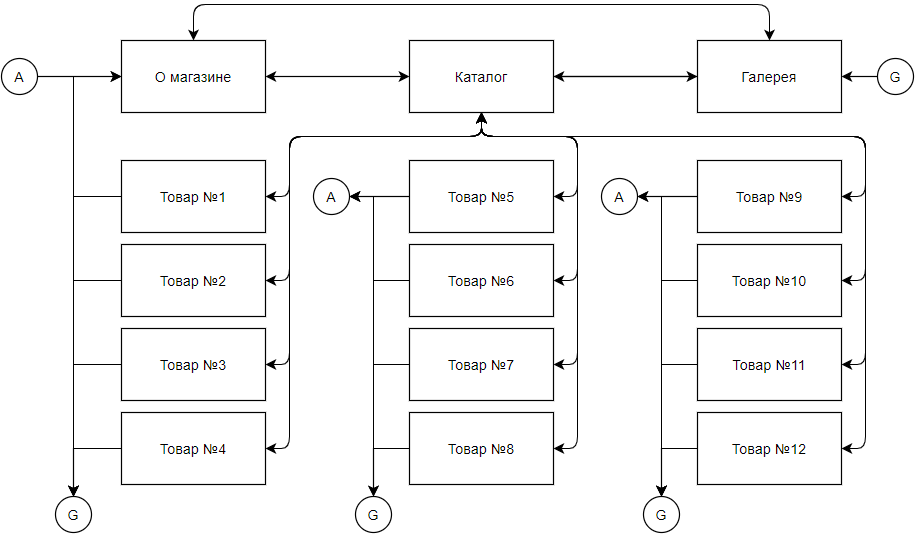 A
О магазине
Каталог
Галерея
G
Товар №1
A
Товар №5
A
Товар №9
Товар №2
Товар №6
Товар №10
Товар №3
Товар №7
Товар №11
Товар №4
Товар №8
Товар №12
G
G
G